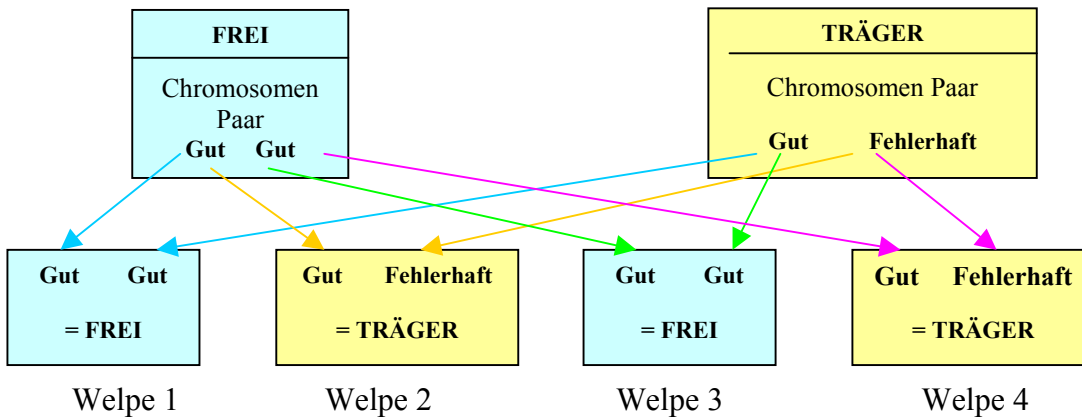 FREI
Chromosomen
Paar
Gut Gut
TRÄGER
Chromosomen Paar
Gut Fehlerhaft
Gut Gut
= FREI
Gut Fehlerhaft
= TRÄGER
Gut Gut
= FREI
Gut Fehlerhaft
= TRÄGER
Welpe 1 Welpe 2 Welpe 3 Welpe 4